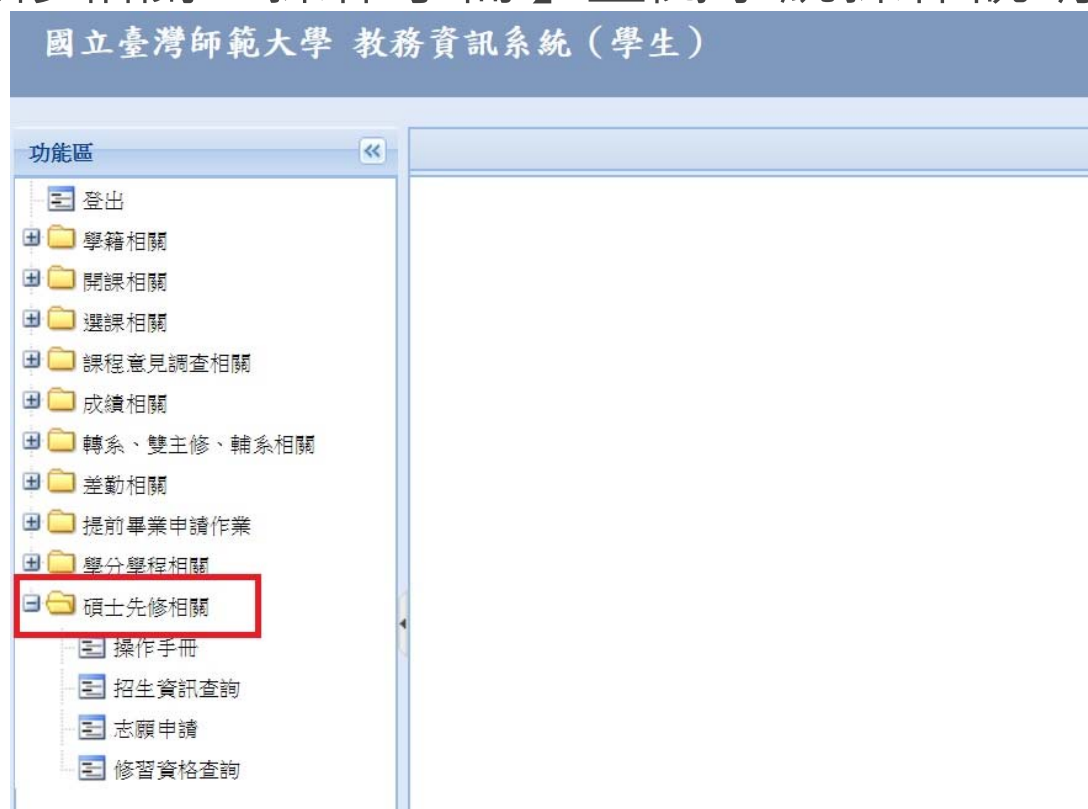 國立臺灣師範大學 教務資訊系統（學生）
功能區
登出
學籍相關
開課相關
選課相關
課程意見調查相關
成績相關
轉系、雙主修、輔系相關
差勤相關
提前畢業申請作業
學分學程相關
碩士先修相關
操作手冊
招生資訊查詢
志願申請
修習資格查詢